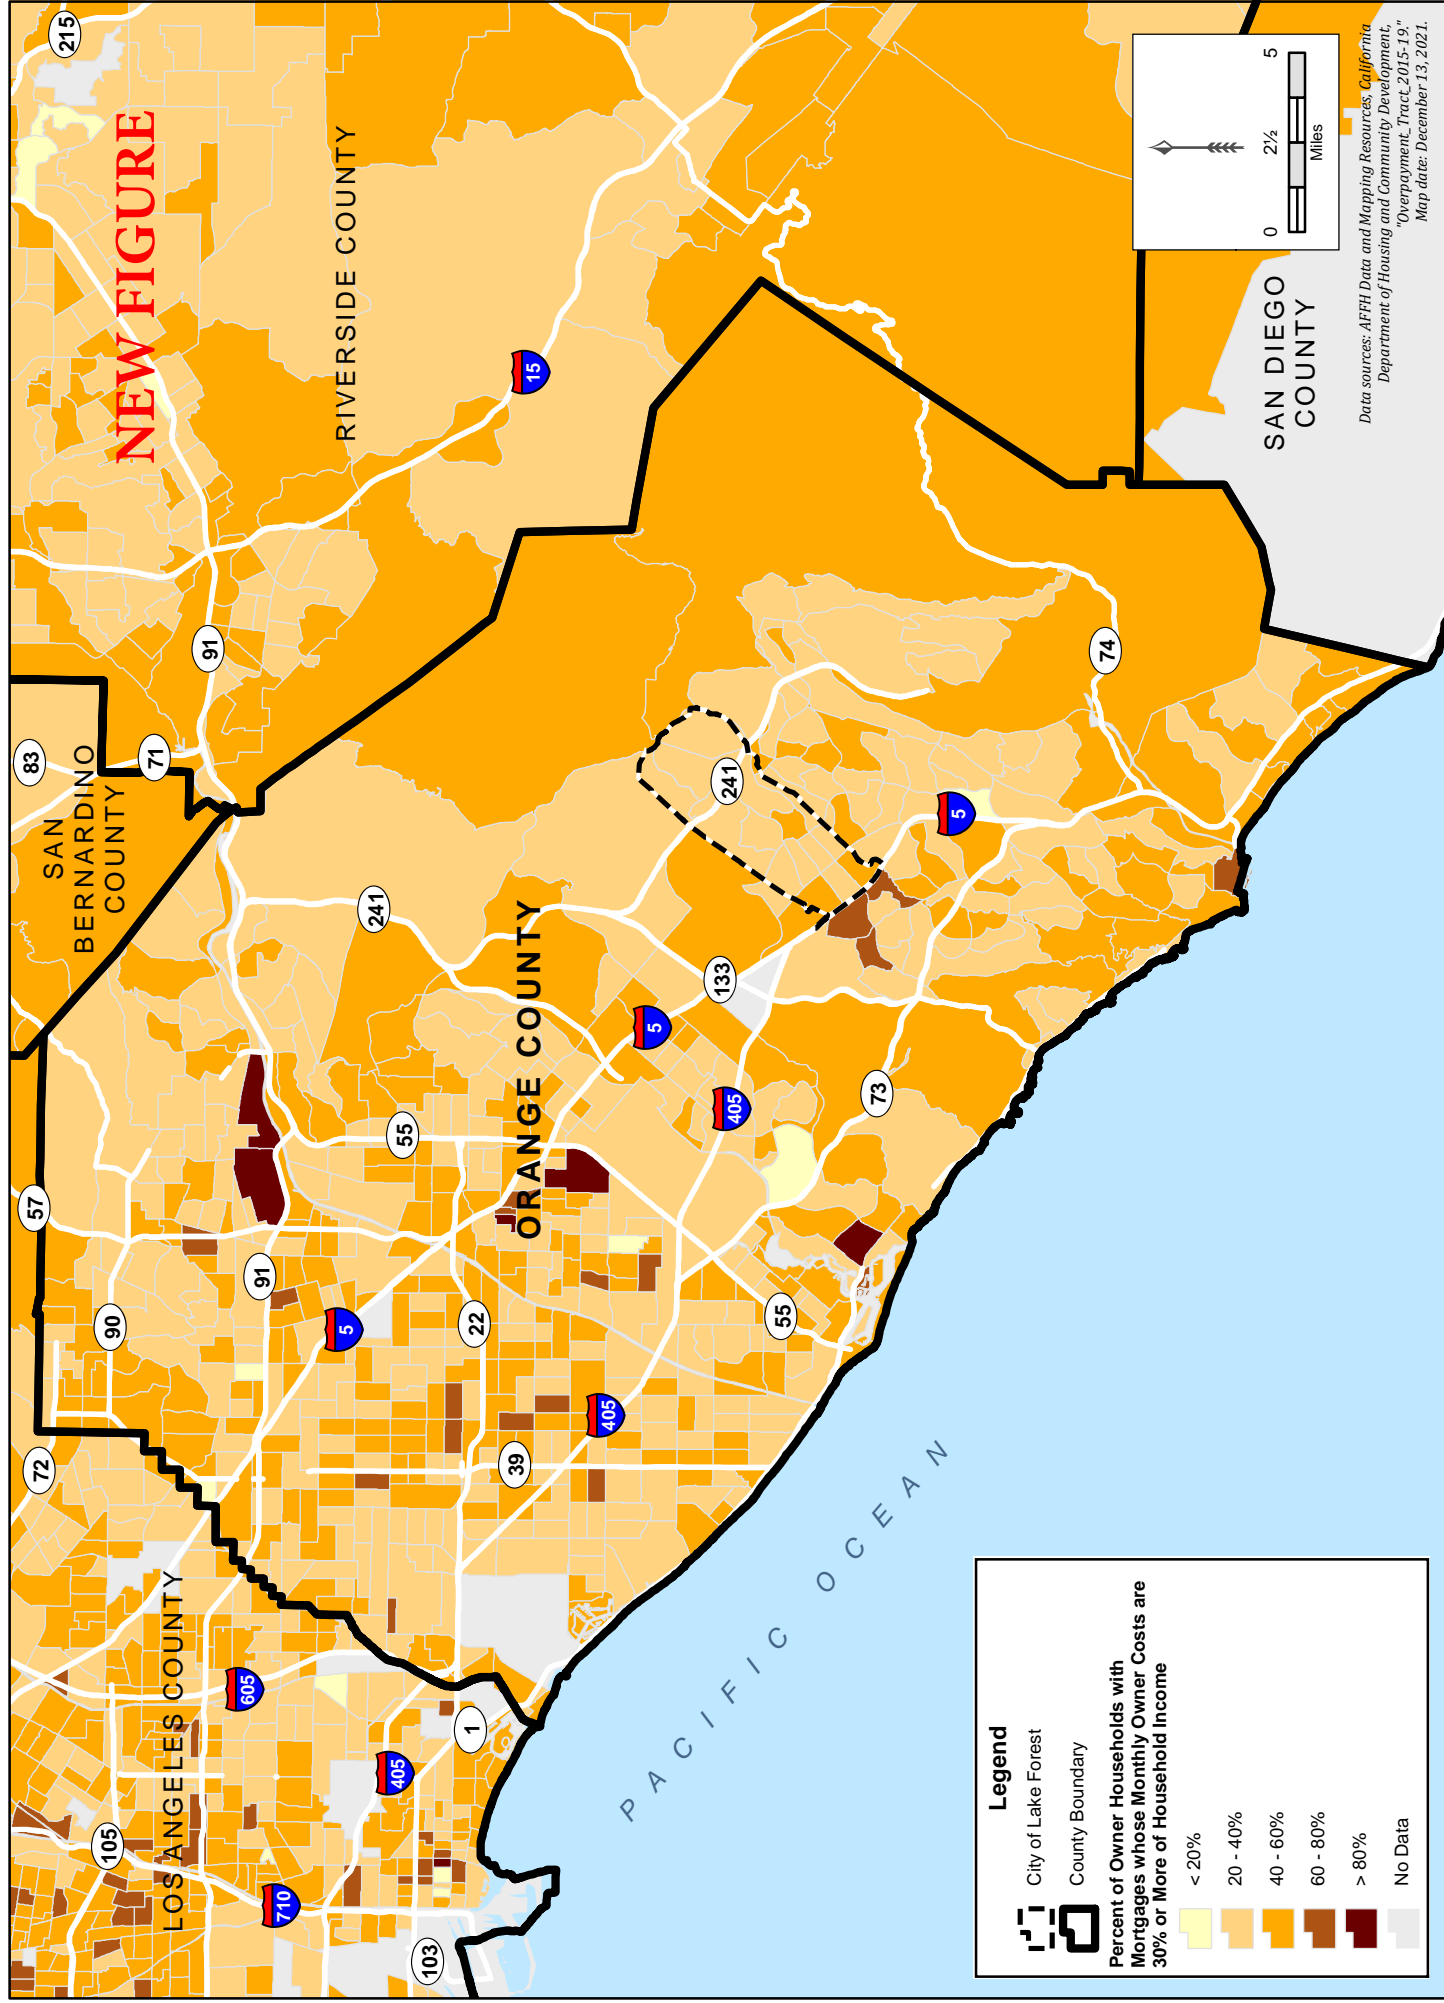 NEW FIGURE
215
RIVERSIDE COUNTY
15
91
83
71
SAN
BERNARDINO
COUNTY
241
241
ORANGE COUNTY
133
5
5
74
405
73
55
57
90
91
5
22
55
405
39
72
LOS ANGELES COUNTY
605
1
405
105
710
103
PACIFIC OCEAN
SAN DIEGO
COUNTY
0 2½ 5
Miles
Data sources: AFFH Data and Mapping Resources, California
Department of Housing and Community Development,
"Overpayment_Tract_2015-19."
Map date: December 13, 2021.
Legend
City of Lake Forest
County Boundary
Percent of Owner Households with
Mortgages whose Monthly Owner Costs are
30% or More of Household Income
< 20%
20 - 40%
40 - 60%
60 - 80%
> 80%
No Data